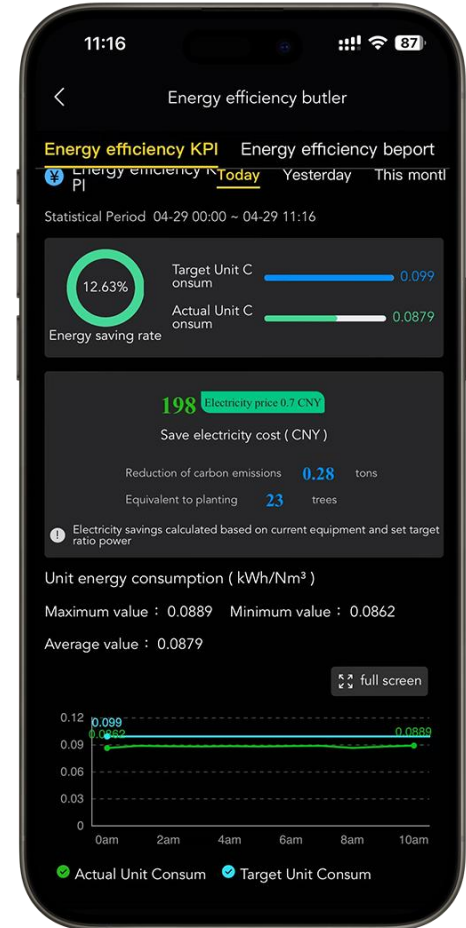 11:16
87
Energy efficiency butler
Energy efficiency KPI Energy efficiency beport
¥ Energy efficiency K Today Yesterday This montl
PI
Statistical Period 04-29 00:00 ~ 04-29 11:16
12.63%
Energy saving rate
Target Unit C
onsum
0.099
Actual Unit C
onsum
0.0879
198 Electricity price 0.7 CNY
Save electricity cost ( CNY )
Reduction of carbon emissions 0.28 tons
Equivalent to planting 23 trees
! Electricity savings calculated based on current equipment and set target
ratio power
Unit energy consumption ( kWh/Nm³ )
Maximum value : 0.0889 Minimum value : 0.0862
Average value : 0.0879
full screen
0.12
0.099
0.0862
0.0889
0.09
0.06
0.03
0
0am 2am 4am 6am 8am 10am
Actual Unit Consum Target Unit Consum